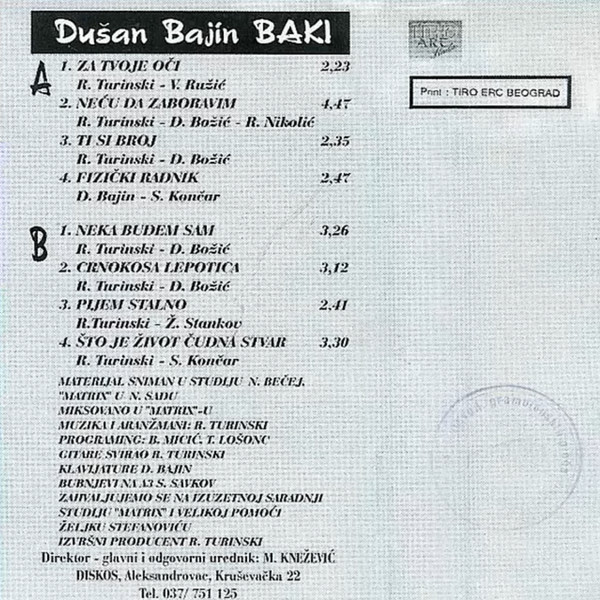 Dušan Bajin BAKI
A
1. ZA TVOJE OČI 2,23
R. Turinski - V. Ružić
2. NEĆU DA ZABORAVIM 4,47
R. Turinski - D. Božić - R. Nikolić
3. TI SI BROJ 2,35
R. Turinski - D. Božić
4. FIZIČKI RADNIK 2,47
D. Bajin - S. Končar
B
1. NEKA BUDEM SAM 3,26
R. Turinski - D. Božić
2. CRNOKOSA LEPOTICA 3,12
R. Turinski - D. Božić
3. PIJEM STALNO 2,41
R.Turinski - Ž. Stankov
4. ŠTO JE ŽIVOT ČUDNA STVAR 3,30
R. Turinski - S. Končar
MATERIJAL SNIMAN U STUDIJU N. BEČEJ,
"MATRIX" U N. SADU
MIKSOVANO U "MATRIX"-U
MUZIKA I ARANŽMANI: R. TURINSKI
PROGRAMING: B. MICIĆ, T. LOŠONC
GITARE SVIRAO R. TURINSKI
KLAVIJATURE D. BAJIN
BUBNJEVI NA A3 S. SAVKOV
ZAHVALJUJEMO SE NA IZUZETNOJ SARADNJI
STUDIJU "MATRIX" I VELIKOJ POMOĆI
ŽELJKU STEFANOVIĆU
IZVRŠNI PRODUCENT R. TURINSKI
Direktor - glavni i odgovorni urednik: M. KNEŽEVIĆ
DISKOS, Aleksandrovac, Kruševačka 22
Tel. 037/ 751 125
ART
Print : TIRO ERC BEOGRAD